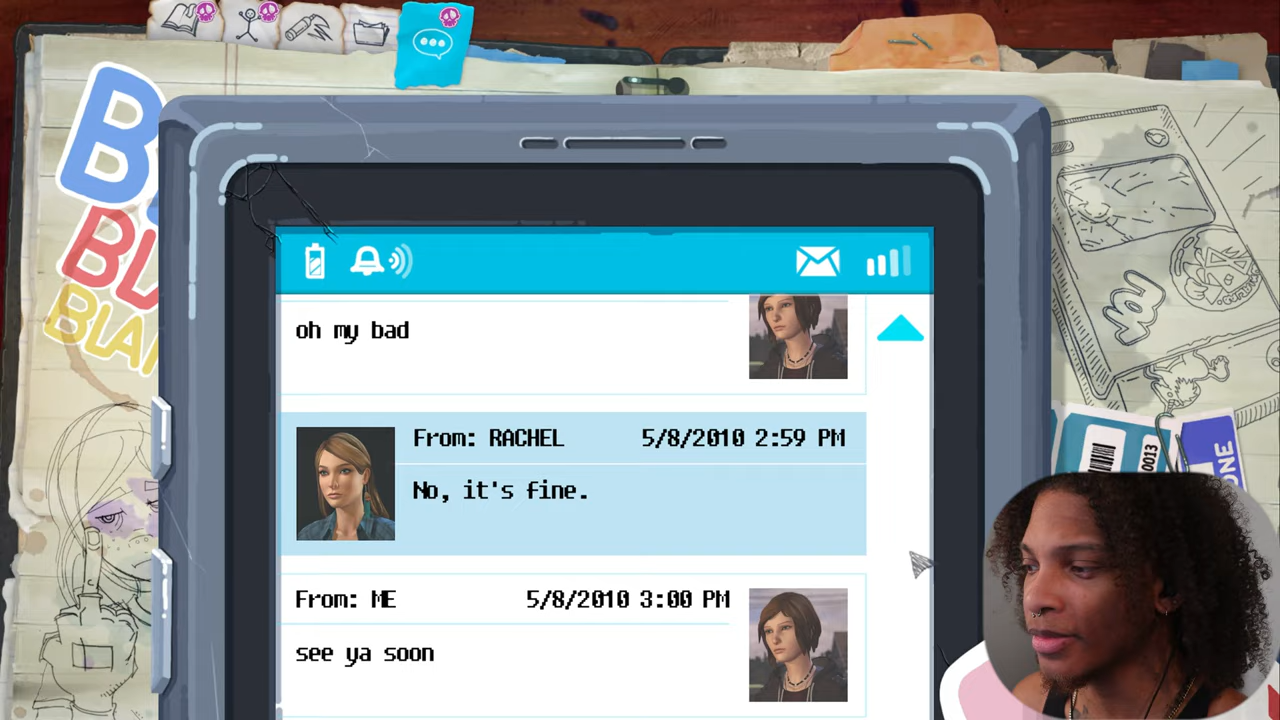 oh my bad
From: RACHEL 5/8/2010 2:59 PM
No, it's fine.
From: ME 5/8/2010 3:00 PM
see ya soon
0013